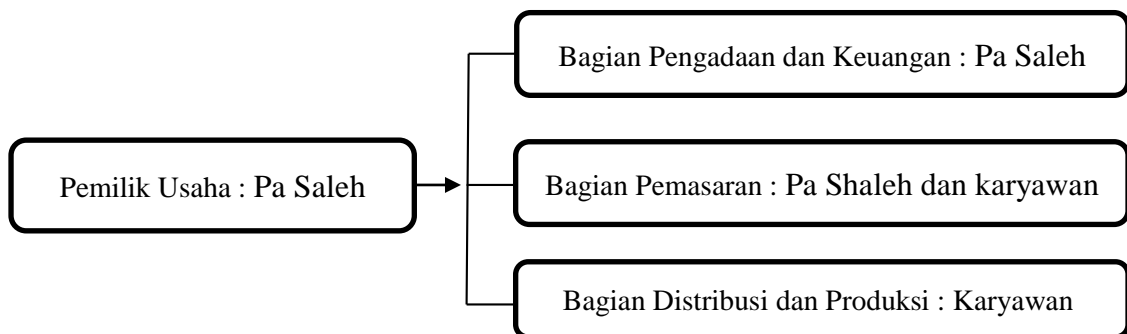 Bagian Pengadaan dan Keuangan : Pa Saleh
Pemilik Usaha : Pa Saleh
Bagian Pemasaran : Pa Shaleh dan karyawan
Bagian Distribusi dan Produksi : Karyawan